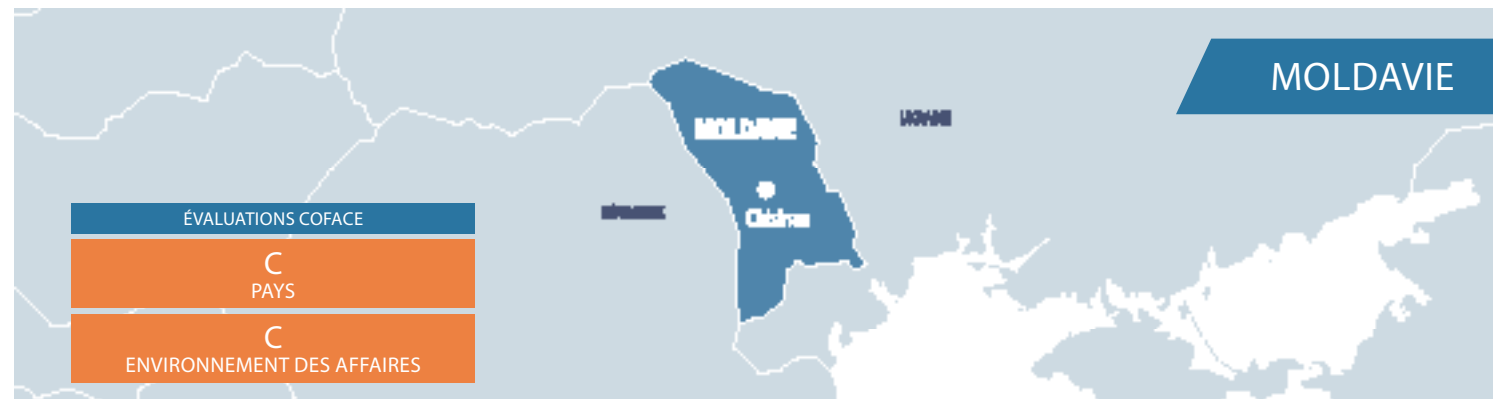 MOLDAVIE
MOLDAVIE
ÉVALUATIONS COFACE
C
PAYS
C
ENVIRONNEMENT DES AFFAIRES